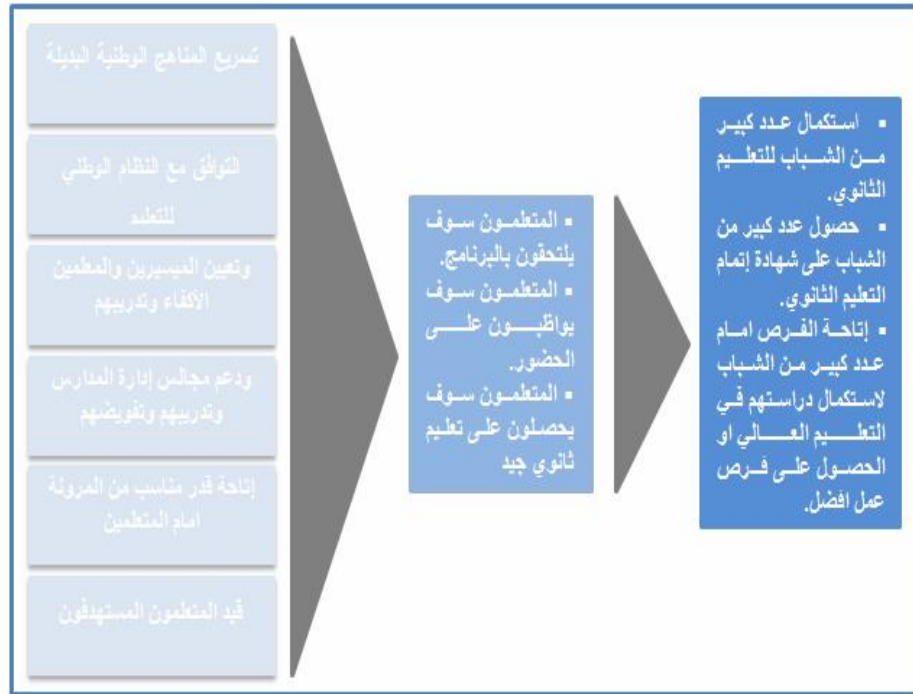 تسريع المناهج الوطنية البديلة
التوافق مع النظام الوطني
للتعليم
وتعيين الميسيرين والمعلمين
الأكفاء وتدريبهم
ودعم مجالس إدارة المدارس
وتدريبهم وتفويضهم
إتاحة قدر مناسب من المرونة
امام المتعلمين
قيد المتعلمون المستهدفون
▪ المتعلمون سوف
يلتحقون بالبرنامج.
▪ المتعلمون سوف
يواظبون على
الحضور.
▪ المتعلمون سوف
يحصلون على تعليم
ثانوي جيد
▪ استكمال عدد كبير
من الشباب للتعليم
الثانوي.
▪ حصول عدد كبير من
الشباب على شهادة إتمام
التعليم الثانوي.
▪ إتاحة الفرص امام
عدد كبير من الشباب
لاستكمال دراستهم في
التعليم العالي او
الحصول على فرص
عمل افضل.